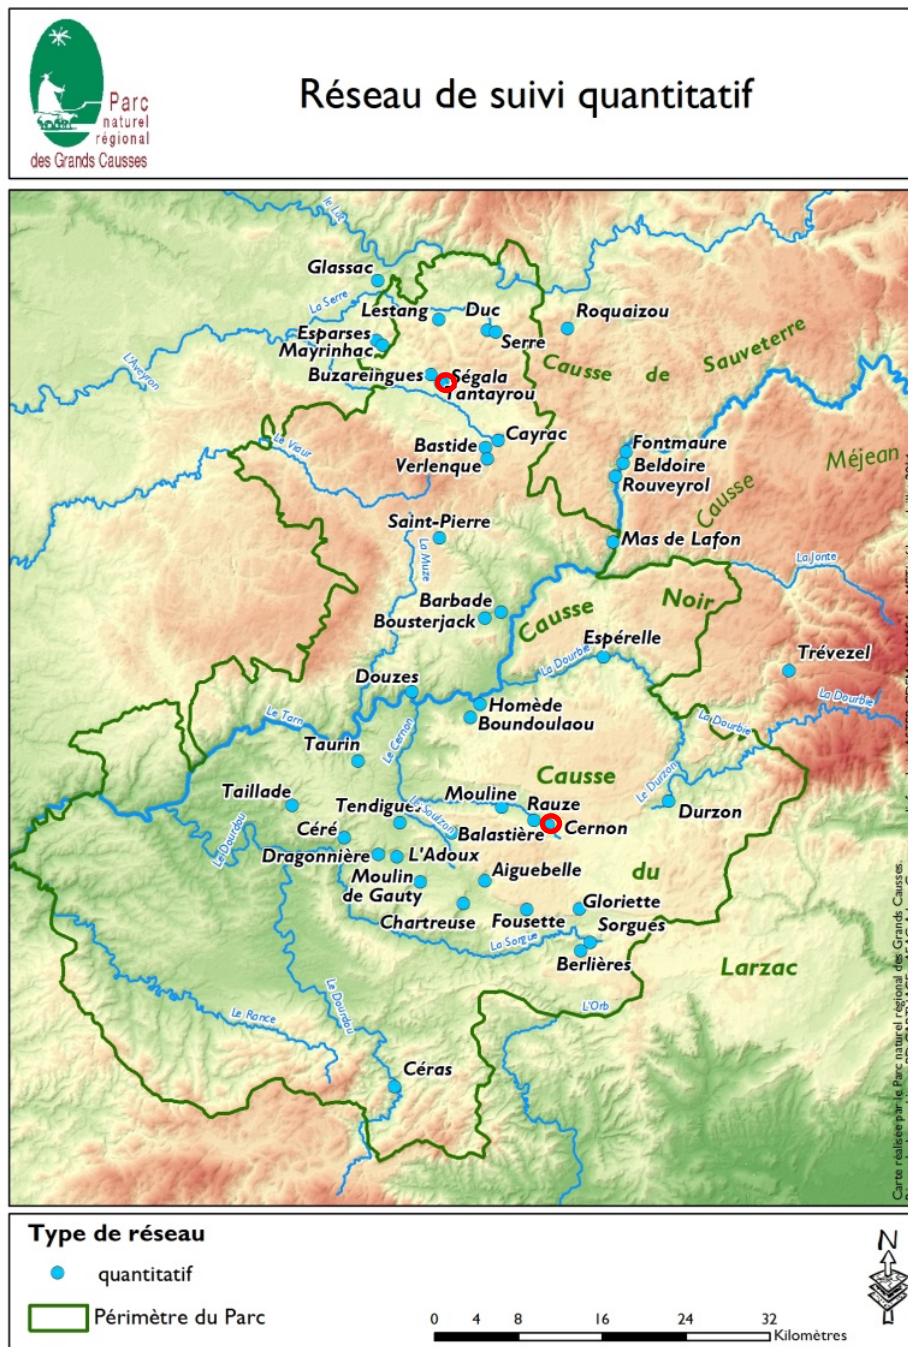 Parc
naturel
régional
des Grands Causses
Réseau de suivi quantitatif
le Lot
Glassac
La Serre
Lestang
Duc
Roquaizou
Esparses
Serre
Mayrinhac
Causse de Sauveterre
L'Aveyron
Buzareingues
Ségala
Tantayrou
Cayrac
Le Viaur
Bastide
Verlenque
Fontmaure
Beldoire
Rouveyrol
Causse
Méjean
Saint-Pierre
La Muze
Mas de Lafon
La Jonte
Barbade
Bousterjack
Causse
Noir
Espérelle
La Dourbie
Trévezel
Douzes
La Dourbie
La Dourbie
Homède
Boundoulaou
Le Tarn
Le Cernon
Taurin
Causse
Le Durzon
Taillade
Mouline
Rauze
Durzon
Tendigues
Le Soulzon
Cernon
Balastière
Le Dourdou
Céré
Dragonnière
L'Adoux
Aiguebelle
du
Moulin
de Gauty
Chartreuse
Fousette
Gloriette
La Sorgue
Sorgues
Berlières
Larzac
Le Dourdou
Le Rance
L'Orb
Céras
Carte réalisée par le Parc naturel régional des Grands Causses.
Type de réseau
quantitatif
Périmètre du Parc
N
0 4 8 16 24 32
Kilomètres